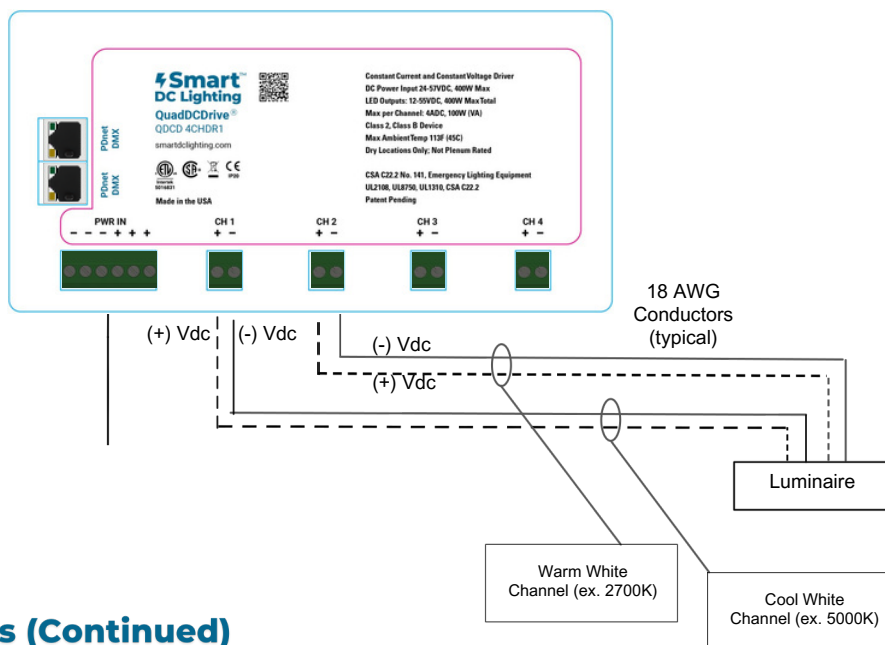 Smart™
DC Lighting
QuadDCDrive®
QDCD 4CHDR1
smartdclighting.com
Intertek
5016831
IP20
Made in the USA
Constant Current and Constant Voltage Driver
DC Power Input 24-57VDC, 400W Max
LED Outputs: 12-55VDC, 400W Max Total
Max per Channel: 4ADC, 100W (VA)
Class 2, Class B Device
Max Ambient Temp 113F (45C)
Dry Locations Only; Not Plenum Rated
CSA C22.2 No. 141, Emergency Lighting Equipment
UL2108, UL8750, UL1310, CSA C22.2
Patent Pending
PDnet
DMX
PDnet
DMX
PWR IN
- - - + + +
CH 1
+ -
CH 2
+ -
CH 3
+ -
CH 4
+ -
(+) Vdc
(-) Vdc
(-) Vdc
(+) Vdc
18 AWG
Conductors
(typical)
Luminaire
Warm White
Channel (ex. 2700K)
Cool White
Channel (ex. 5000K)
s (Continued)